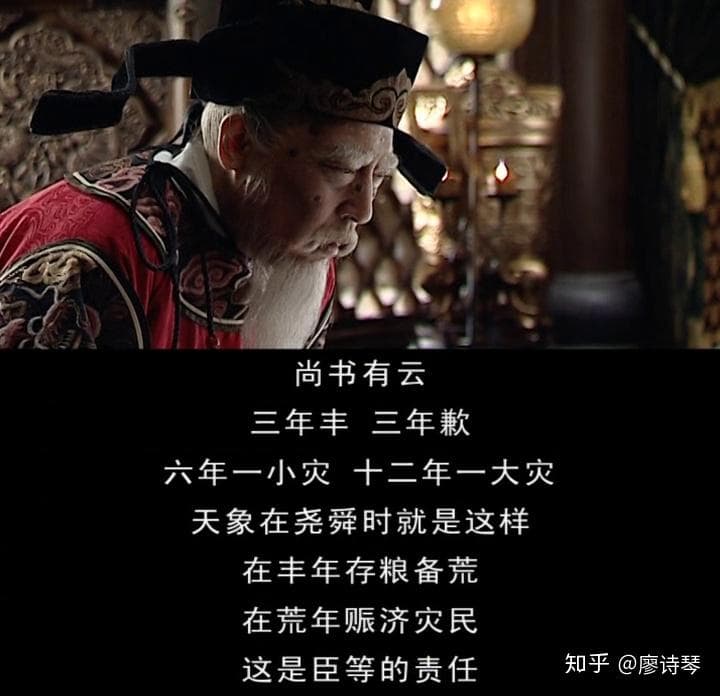 尚书有云
三年丰 三年歉
六年一小灾 十二年一大灾
天象在尧舜时就是这样
在丰年存粮备荒
在荒年赈济灾民
这是臣等的责任
知乎 @廖诗琴